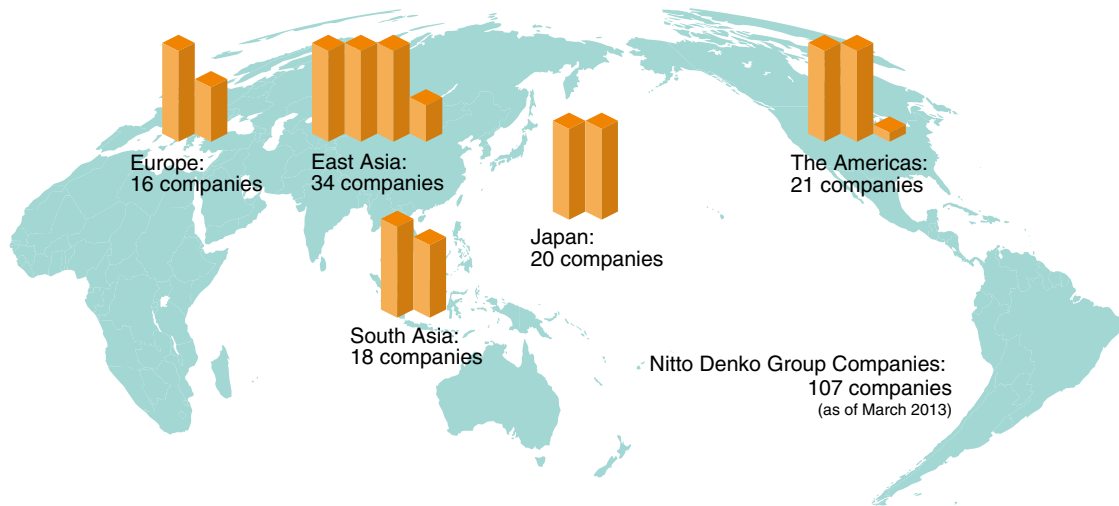 Europe:
16 companies
East Asia:
34 companies
The Americas:
21 companies
Japan:
20 companies
South Asia:
18 companies
Nitto Denko Group Companies:
107 companies
(as of March 2013)